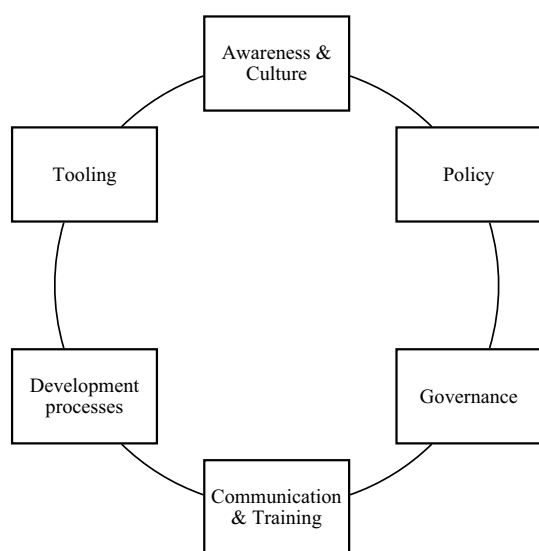 Awareness &
Culture
Tooling
Policy
Development
processes
Governance
Communication
& Training